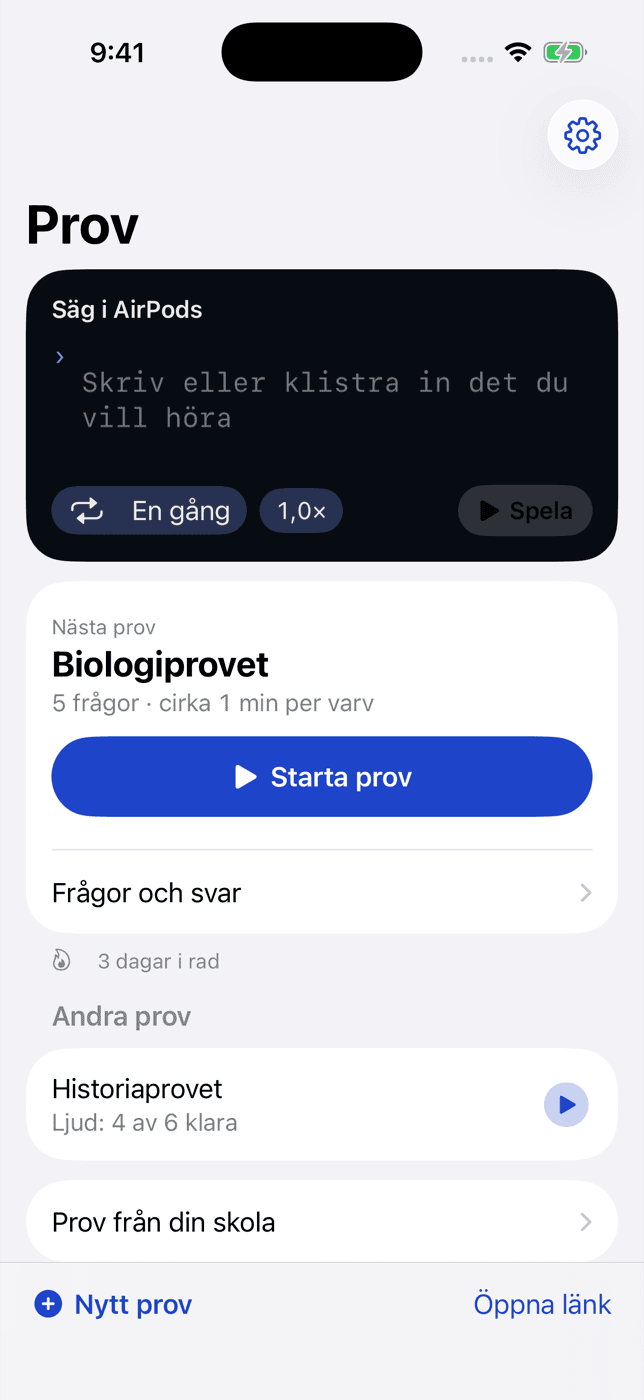 9:41
Prov
Säg i AirPods
›
Skriv eller klistra in det du
vill höra
En gång
1,0×
Spela
Nästa prov
Biologiprovet
5 frågor · cirka 1 min per varv
Starta prov
Frågor och svar
3 dagar i rad
Andra prov
Historiaprovet
Ljud: 4 av 6 klara
Prov från din skola
Nytt prov
Öppna länk